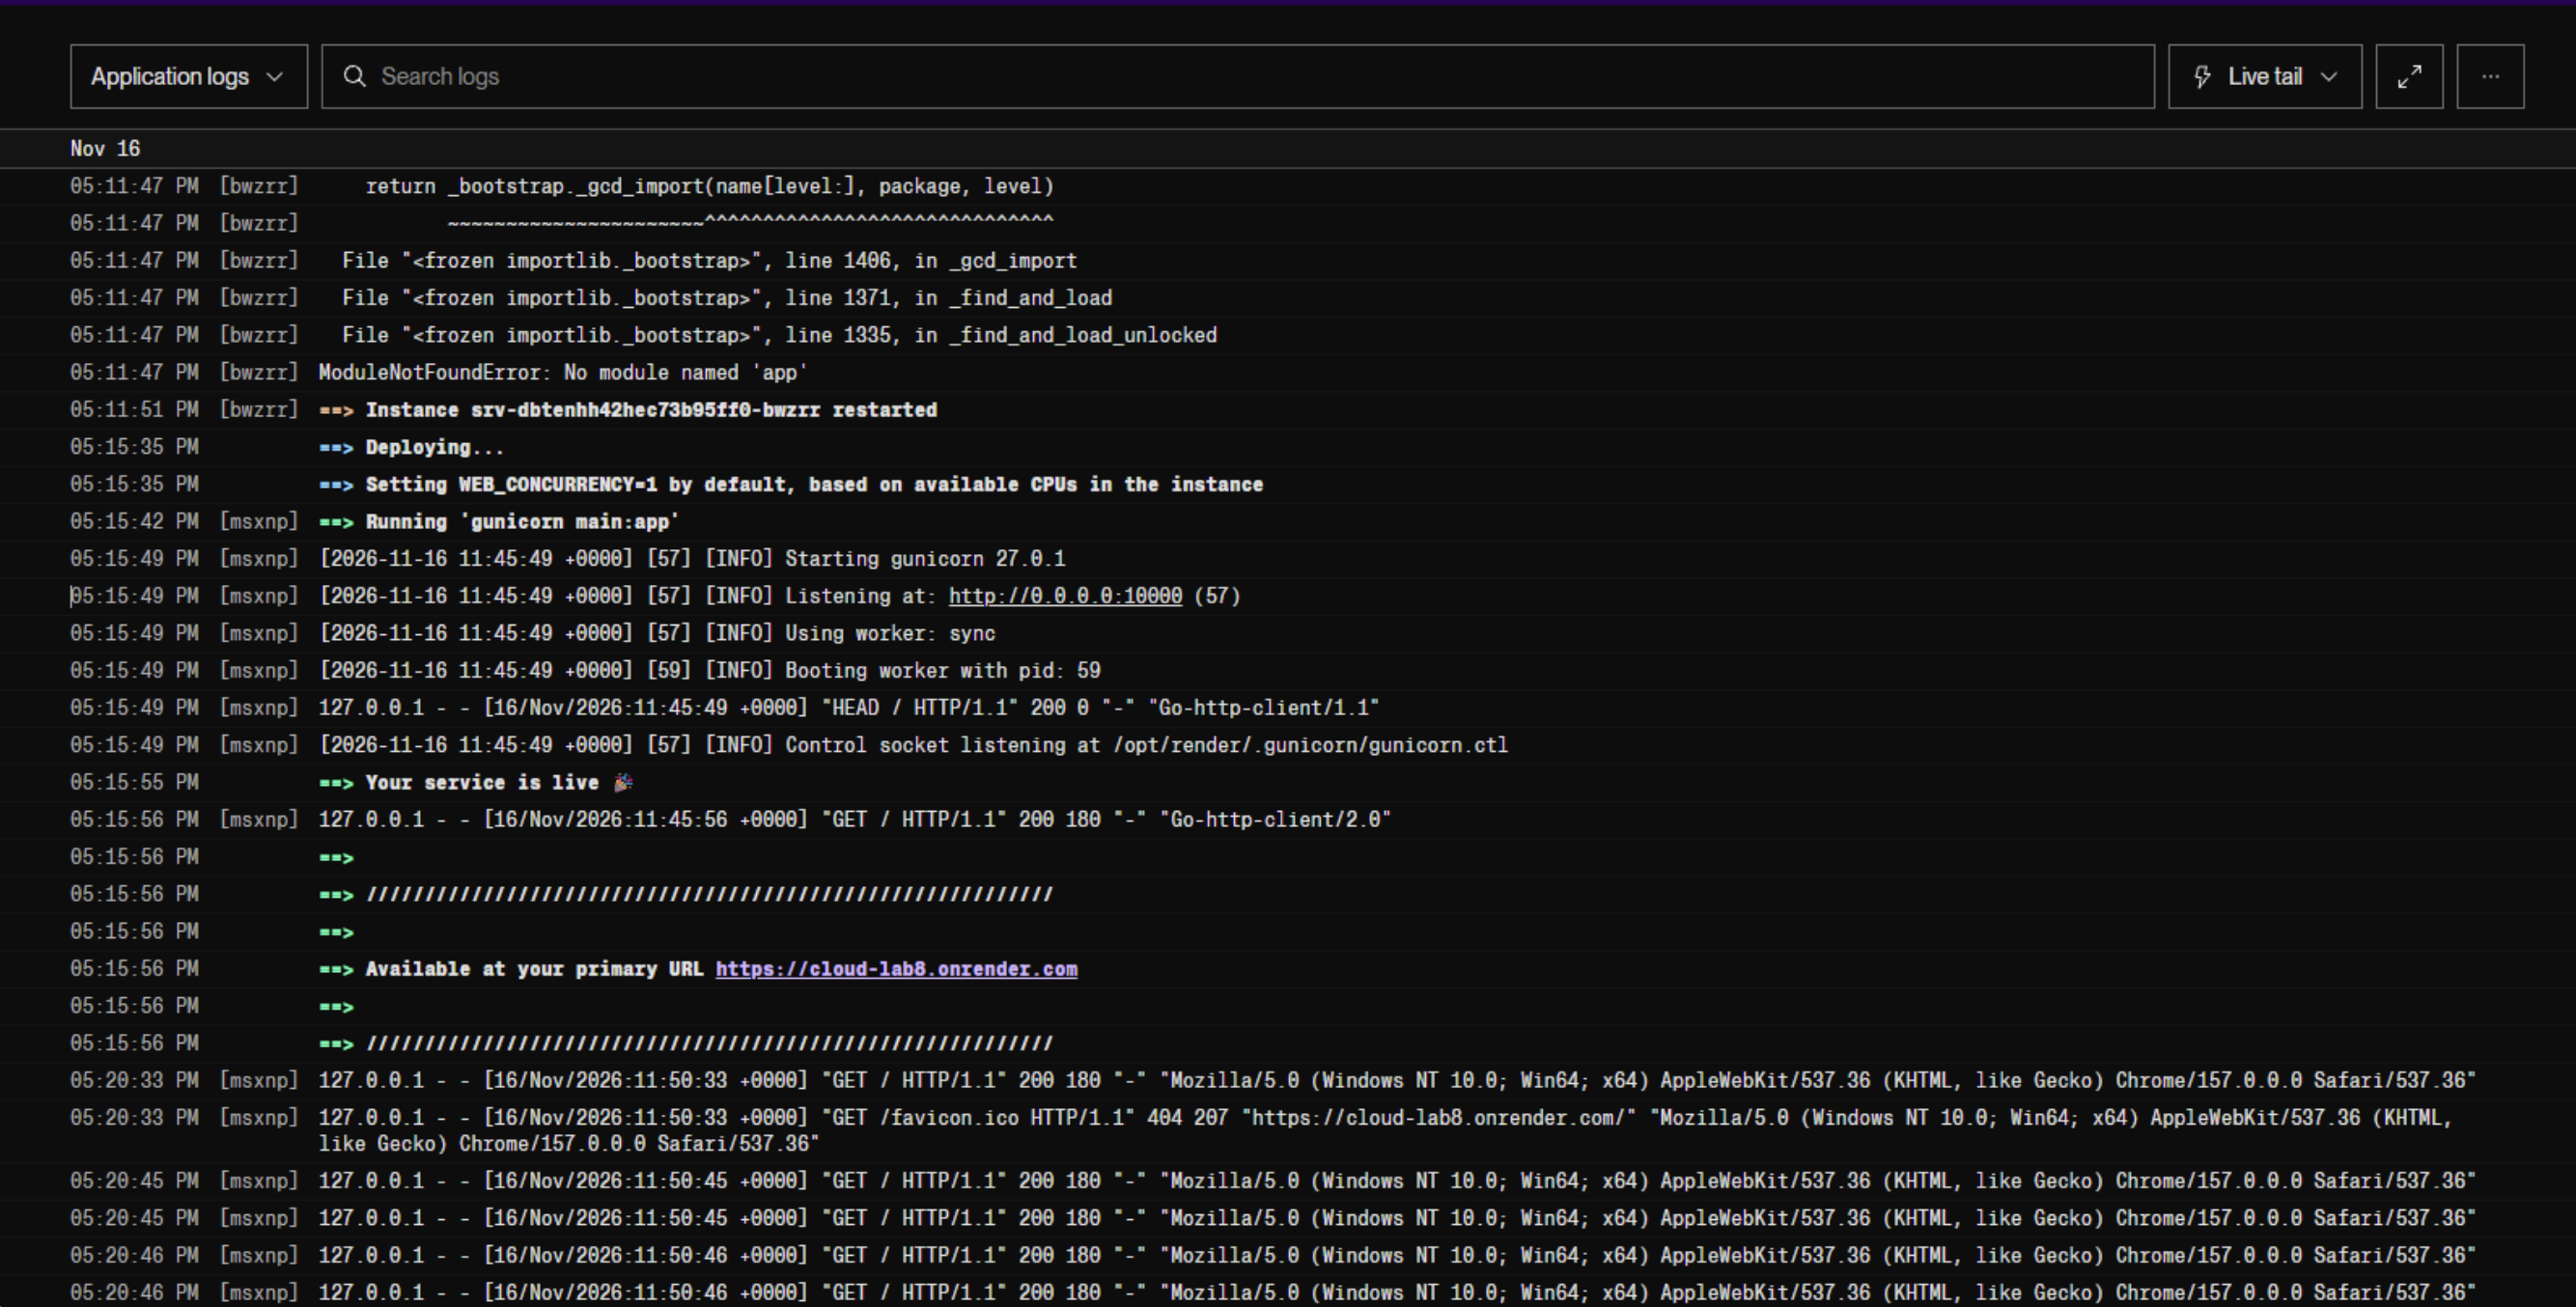 Application logs
Search logs
Live tail
...
Nov 16
05:11:47 PM [bwzrr] return _bootstrap._gcd_import(name[level:], package, level)
05:11:47 PM [bwzrr] ~~~~~~~~~~~~~~~~~~~~~~^^^^^^^^^^^^^^^^^^^^^^^^^^^^^^
05:11:47 PM [bwzrr] File "<frozen importlib._bootstrap>", line 1406, in _gcd_import
05:11:47 PM [bwzrr] File "<frozen importlib._bootstrap>", line 1371, in _find_and_load
05:11:47 PM [bwzrr] File "<frozen importlib._bootstrap>", line 1335, in _find_and_load_unlocked
05:11:47 PM [bwzrr] ModuleNotFoundError: No module named 'app'
05:11:51 PM [bwzrr] ==> Instance srv-dbtenhh42hec73b95ff0-bwzrr restarted
05:15:35 PM ==> Deploying...
05:15:35 PM ==> Setting WEB_CONCURRENCY=1 by default, based on available CPUs in the instance
05:15:42 PM [msxnp] ==> Running 'gunicorn main:app'
05:15:49 PM [msxnp] [2026-11-16 11:45:49 +0000] [57] [INFO] Starting gunicorn 27.0.1
05:15:49 PM [msxnp] [2026-11-16 11:45:49 +0000] [57] [INFO] Listening at: http://0.0.0.0:10000 (57)
05:15:49 PM [msxnp] [2026-11-16 11:45:49 +0000] [57] [INFO] Using worker: sync
05:15:49 PM [msxnp] [2026-11-16 11:45:49 +0000] [59] [INFO] Booting worker with pid: 59
05:15:49 PM [msxnp] 127.0.0.1 - - [16/Nov/2026:11:45:49 +0000] "HEAD / HTTP/1.1" 200 0 "-" "Go-http-client/1.1"
05:15:49 PM [msxnp] [2026-11-16 11:45:49 +0000] [57] [INFO] Control socket listening at /opt/render/.gunicorn/gunicorn.ctl
05:15:55 PM ==> Your service is live 🎉
05:15:56 PM [msxnp] 127.0.0.1 - - [16/Nov/2026:11:45:56 +0000] "GET / HTTP/1.1" 200 180 "-" "Go-http-client/2.0"
05:15:56 PM ==>
05:15:56 PM ==> ///////////////////////////////////////////////////////////
05:15:56 PM ==>
05:15:56 PM ==> Available at your primary URL https://cloud-lab8.onrender.com
05:15:56 PM ==>
05:15:56 PM ==> ///////////////////////////////////////////////////////////
05:20:33 PM [msxnp] 127.0.0.1 - - [16/Nov/2026:11:50:33 +0000] "GET / HTTP/1.1" 200 180 "-" "Mozilla/5.0 (Windows NT 10.0; Win64; x64) AppleWebKit/537.36 (KHTML, like Gecko) Chrome/157.0.0.0 Safari/537.36"
05:20:33 PM [msxnp] 127.0.0.1 - - [16/Nov/2026:11:50:33 +0000] "GET /favicon.ico HTTP/1.1" 404 207 "https://cloud-lab8.onrender.com/" "Mozilla/5.0 (Windows NT 10.0; Win64; x64) AppleWebKit/537.36 (KHTML,
like Gecko) Chrome/157.0.0.0 Safari/537.36"
05:20:45 PM [msxnp] 127.0.0.1 - - [16/Nov/2026:11:50:45 +0000] "GET / HTTP/1.1" 200 180 "-" "Mozilla/5.0 (Windows NT 10.0; Win64; x64) AppleWebKit/537.36 (KHTML, like Gecko) Chrome/157.0.0.0 Safari/537.36"
05:20:45 PM [msxnp] 127.0.0.1 - - [16/Nov/2026:11:50:45 +0000] "GET / HTTP/1.1" 200 180 "-" "Mozilla/5.0 (Windows NT 10.0; Win64; x64) AppleWebKit/537.36 (KHTML, like Gecko) Chrome/157.0.0.0 Safari/537.36"
05:20:46 PM [msxnp] 127.0.0.1 - - [16/Nov/2026:11:50:46 +0000] "GET / HTTP/1.1" 200 180 "-" "Mozilla/5.0 (Windows NT 10.0; Win64; x64) AppleWebKit/537.36 (KHTML, like Gecko) Chrome/157.0.0.0 Safari/537.36"
05:20:46 PM [msxnp] 127.0.0.1 - - [16/Nov/2026:11:50:46 +0000] "GET / HTTP/1.1" 200 180 "-" "Mozilla/5.0 (Windows NT 10.0; Win64; x64) AppleWebKit/537.36 (KHTML, like Gecko) Chrome/157.0.0.0 Safari/537.36"